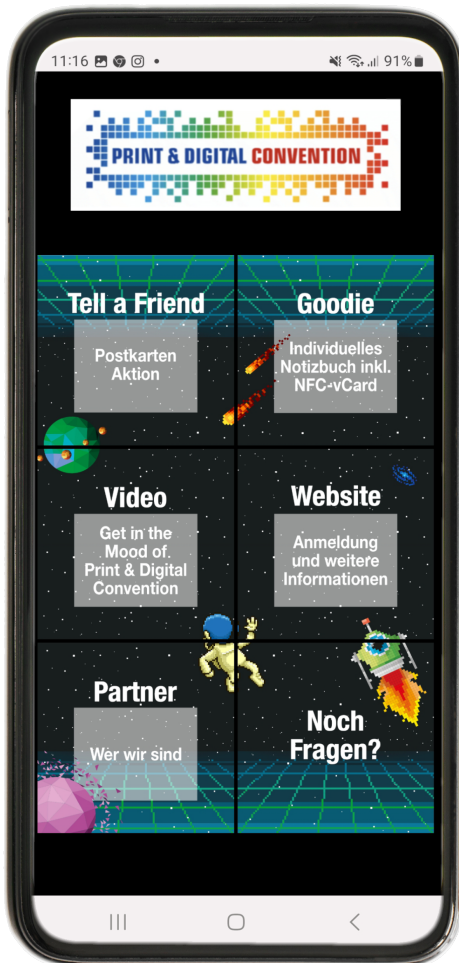 11:16
91%
PRINT & DIGITAL CONVENTION
Tell a Friend
Postkarten
Aktion
Goodie
Individuelles
Notizbuch inkl.
NFC-vCard
Video
Get in the
Mood of
Print & Digital
Convention
Website
Anmeldung
und weitere
Informationen
Partner
Wer wir sind
Noch
Fragen?